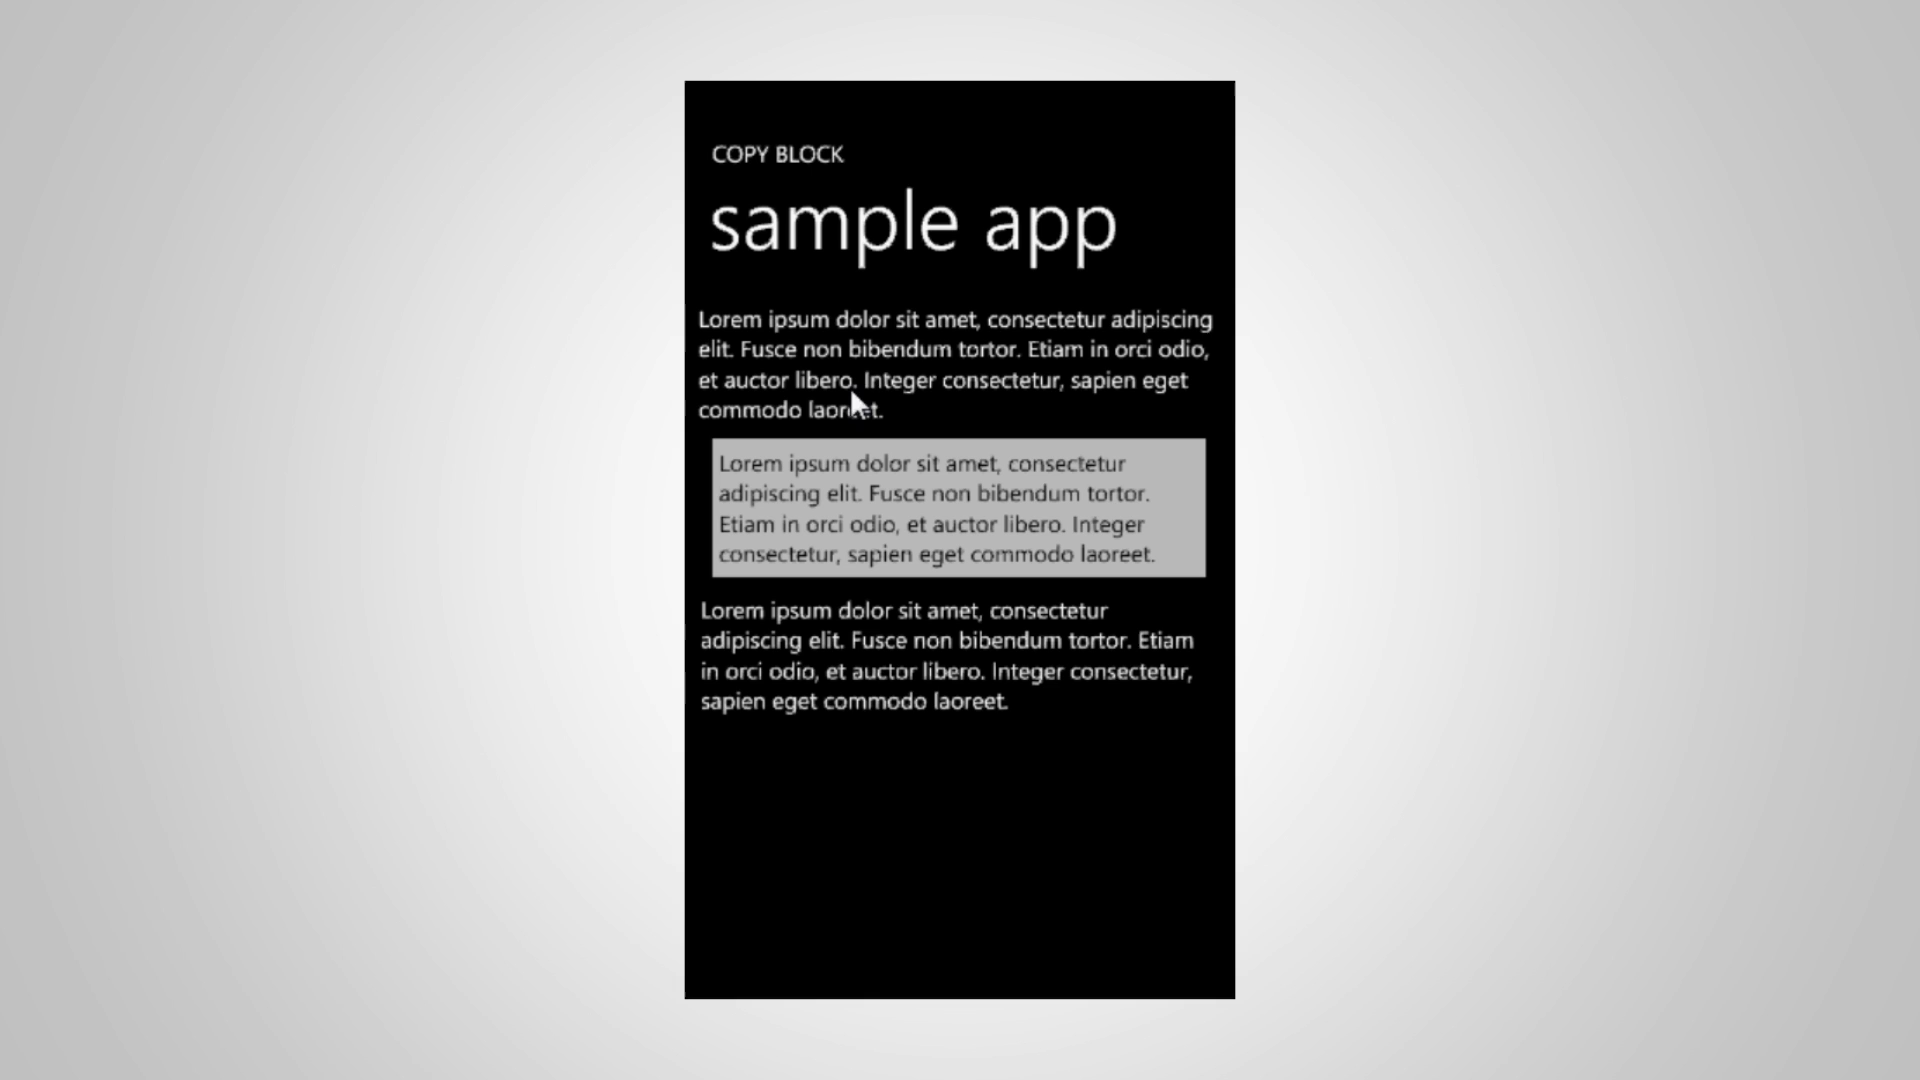 COPY BLOCK
sample app
Lorem ipsum dolor sit amet, consectetur adipiscing
elit. Fusce non bibendum tortor. Etiam in orci odio,
et auctor libero. Integer consectetur, sapien eget
commodo laoreet.
Lorem ipsum dolor sit amet, consectetur
adipiscing elit. Fusce non bibendum tortor.
Etiam in orci odio, et auctor libero. Integer
consectetur, sapien eget commodo laoreet.
Lorem ipsum dolor sit amet, consectetur
adipiscing elit. Fusce non bibendum tortor. Etiam
in orci odio, et auctor libero. Integer consectetur,
sapien eget commodo laoreet.